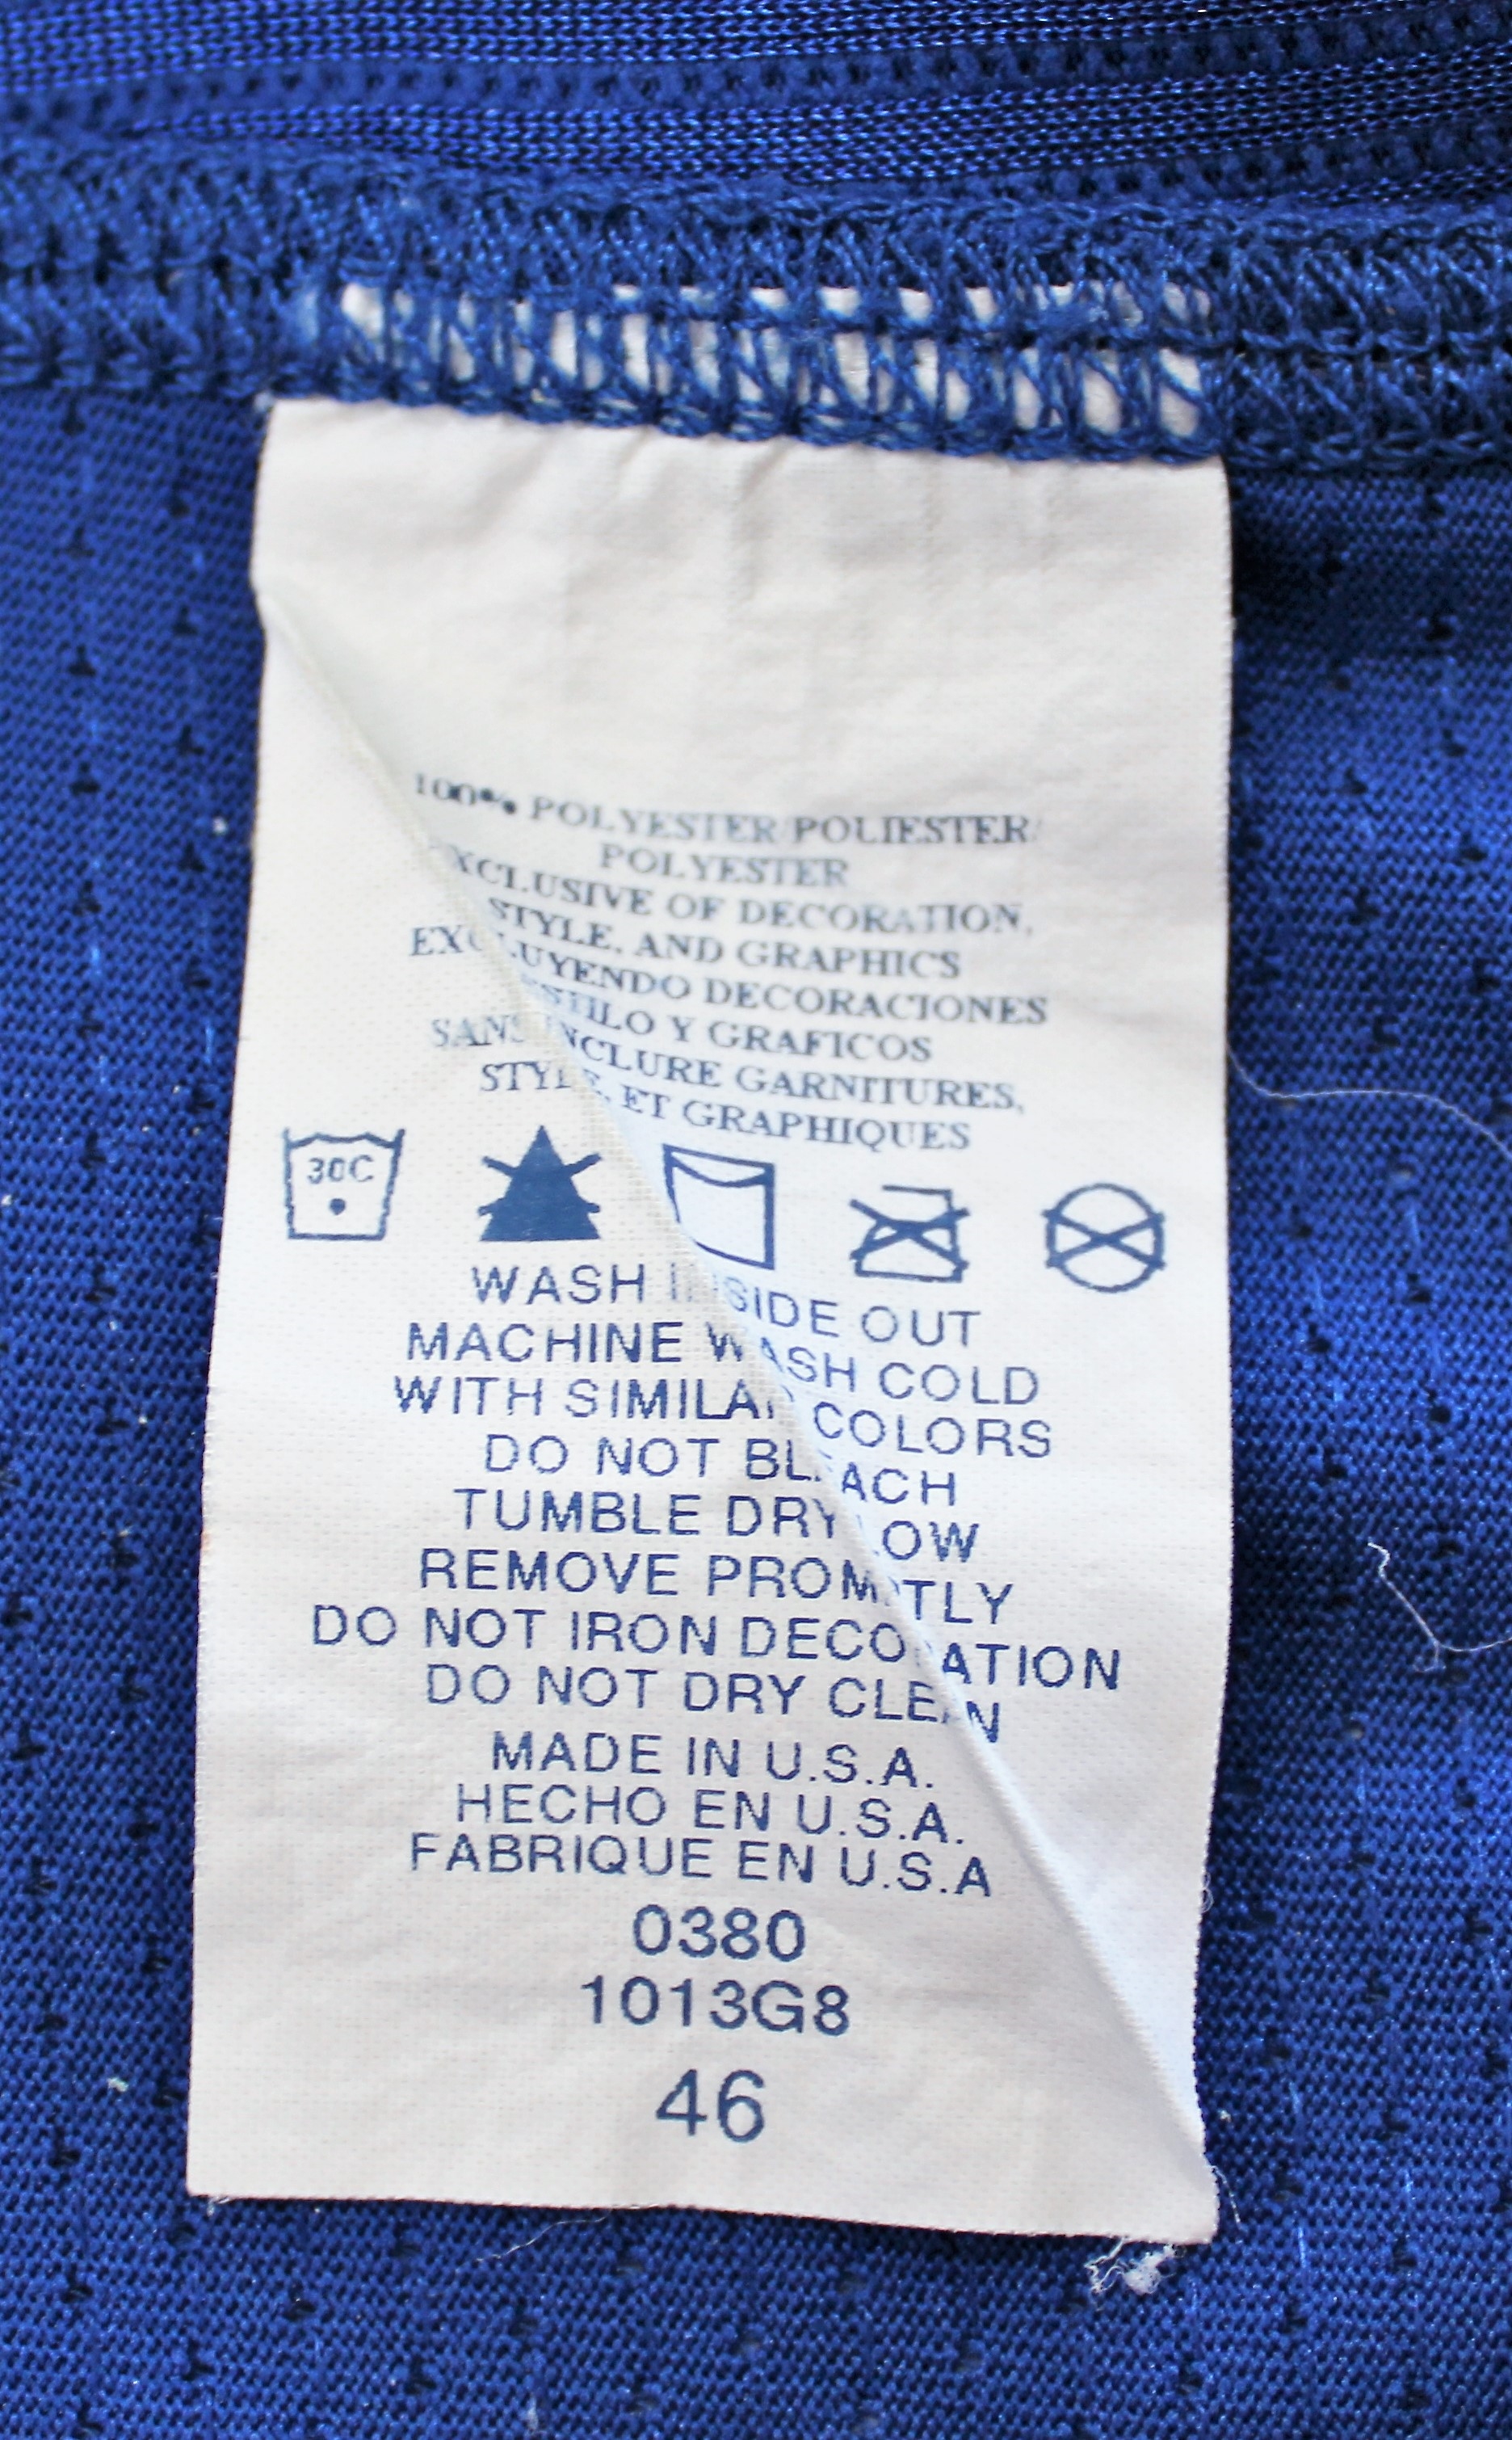 100% POLYESTER/POLIESTER/
POLYESTER
EXCLUSIVE OF DECORATION,
STYLE, AND GRAPHICS
EXCLUYENDO DECORACIONES
ESTILO Y GRAFICOS
SANS INCLURE GARNITURES,
STYLE, ET GRAPHIQUES
30C
WASH INSIDE OUT
MACHINE WASH COLD
WITH SIMILAR COLORS
DO NOT BLEACH
TUMBLE DRY LOW
REMOVE PROMPTLY
DO NOT IRON DECORATION
DO NOT DRY CLEAN
MADE IN U.S.A.
HECHO EN U.S.A.
FABRIQUE EN U.S.A
0380
1013G8
46